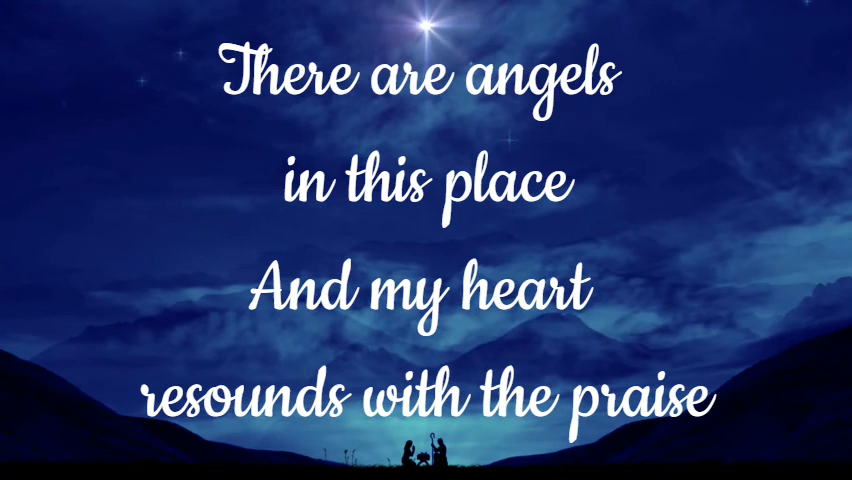 There are angels
in this place
And my heart
resounds with the praise